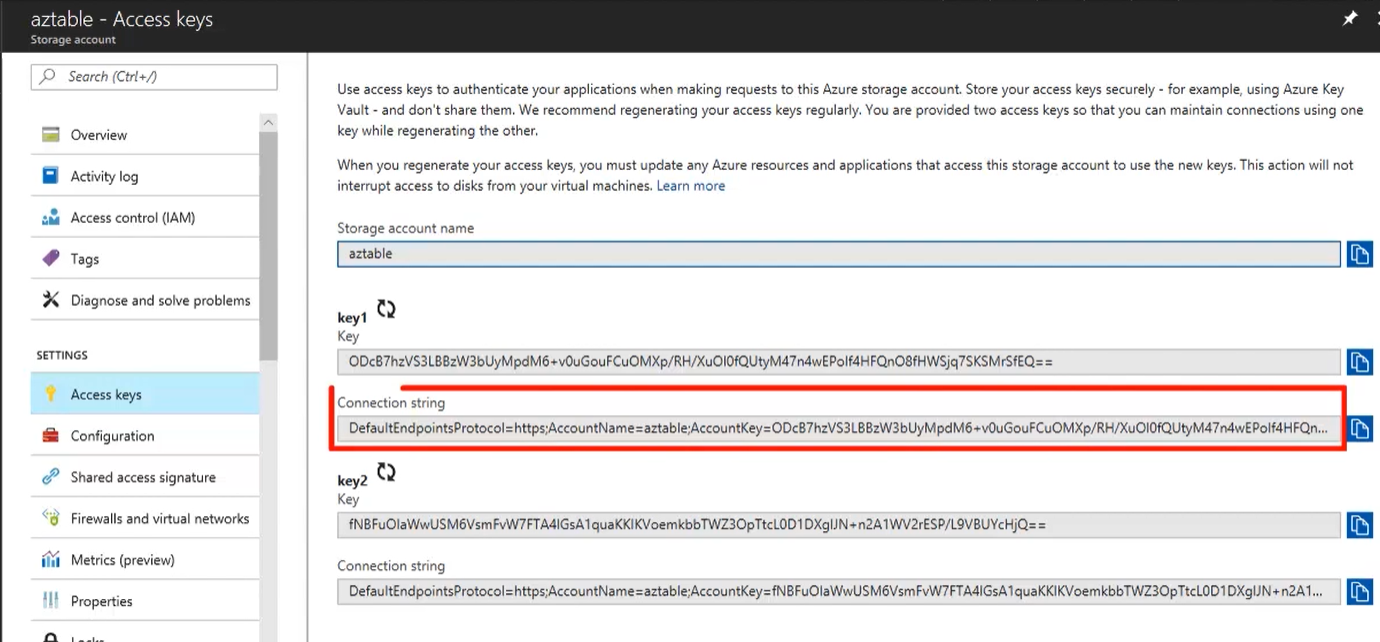 aztable - Access keys
Storage account
Search (Ctrl+/)
Overview
Activity log
Access control (IAM)
Tags
Diagnose and solve problems
SETTINGS
Access keys
Configuration
Shared access signature
Firewalls and virtual networks
Metrics (preview)
Properties
Locks
Use access keys to authenticate your applications when making requests to this Azure storage account. Store your access keys securely - for example, using Azure Key
Vault - and don't share them. We recommend regenerating your access keys regularly. You are provided two access keys so that you can maintain connections using one
key while regenerating the other.
When you regenerate your access keys, you must update any Azure resources and applications that access this storage account to use the new keys. This action will not
interrupt access to disks from your virtual machines. Learn more
Storage account name
aztable
key1
Key
ODcB7hzVS3LBBzW3bUyMpdM6+v0uGouFCuOMXp/RH/XuOI0fQUtyM47n4wEPoIf4HFQnO8fHWSjq7SKSMrSfEQ==
Connection string
DefaultEndpointsProtocol=https;AccountName=aztable;AccountKey=ODcB7hzVS3LBBzW3bUyMpdM6+v0uGouFCuOMXp/RH/XuOI0fQUtyM47n4wEPoIf4HFQn...
key2
Key
fNBFuOIaWwUSM6VsmFvW7FTA4IGsA1quaKKIKVoemkbbTWZ3OpTtcL0D1DXgIJN+n2A1WV2rESP/L9VBUYcHjQ==
Connection string
DefaultEndpointsProtocol=https;AccountName=aztable;AccountKey=fNBFuOIaWwUSM6VsmFvW7FTA4IGsA1quaKKIKVoemkbbTWZ3OpTtcL0D1DXgIJN+n2A1...